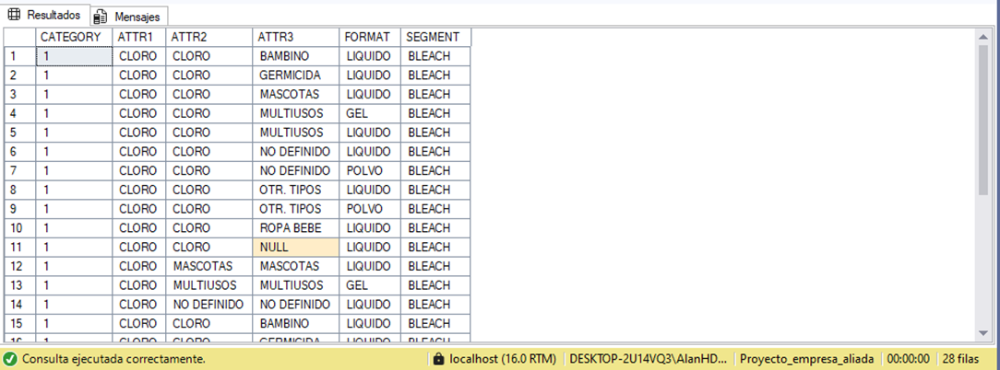 Resultados Mensajes
CATEGORY ATTR1 ATTR2 ATTR3 FORMAT SEGMENT
1 1 CLORO CLORO BAMBINO LIQUIDO BLEACH
2 1 CLORO CLORO GERMICIDA LIQUIDO BLEACH
3 1 CLORO CLORO MASCOTAS LIQUIDO BLEACH
4 1 CLORO CLORO MULTIUSOS GEL BLEACH
5 1 CLORO CLORO MULTIUSOS LIQUIDO BLEACH
6 1 CLORO CLORO NO DEFINIDO LIQUIDO BLEACH
7 1 CLORO CLORO NO DEFINIDO POLVO BLEACH
8 1 CLORO CLORO OTR. TIPOS LIQUIDO BLEACH
9 1 CLORO CLORO OTR. TIPOS POLVO BLEACH
10 1 CLORO CLORO ROPA BEBE LIQUIDO BLEACH
11 1 CLORO CLORO NULL LIQUIDO BLEACH
12 1 CLORO MASCOTAS MASCOTAS LIQUIDO BLEACH
13 1 CLORO MULTIUSOS MULTIUSOS GEL BLEACH
14 1 CLORO NO DEFINIDO NO DEFINIDO LIQUIDO BLEACH
15 1 CLORO CLORO BAMBINO LIQUIDO BLEACH
16 1 CLORO CLORO GERMICIDA LIQUIDO BLEACH
Consulta ejecutada correctamente. localhost (16.0 RTM) DESKTOP-2U14VQ3\AlanHD... Proyecto_empresa_aliada 00:00:00 28 filas